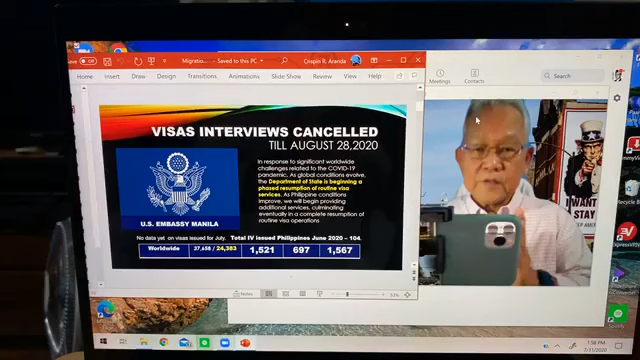 Migratio... - Saved to this PC
Crispin R. Aranda
Home Insert Draw Design Transitions Animations Slide Show Review View Help
Meetings Contacts Search
VISAS INTERVIEWS CANCELLED
TILL AUGUST 28,2020
In response to significant worldwide
challenges related to the COVID-19
pandemic. As global conditions evolve,
the Department of State is beginning a
phased resumption of routine visa
services. As Philippine conditions
improve, we will begin providing
additional services, culminating
eventually in a complete resumption of
routine visa operations
U.S. EMBASSY MANILA
No data yet on visas issued for July. Total IV issued Philippines June 2020 – 104.
Worldwide 27,658 / 24,383 1,521 697 1,567
I WANT
STAY
Notes 53%
Spotify
1:58 PM
7/31/2020